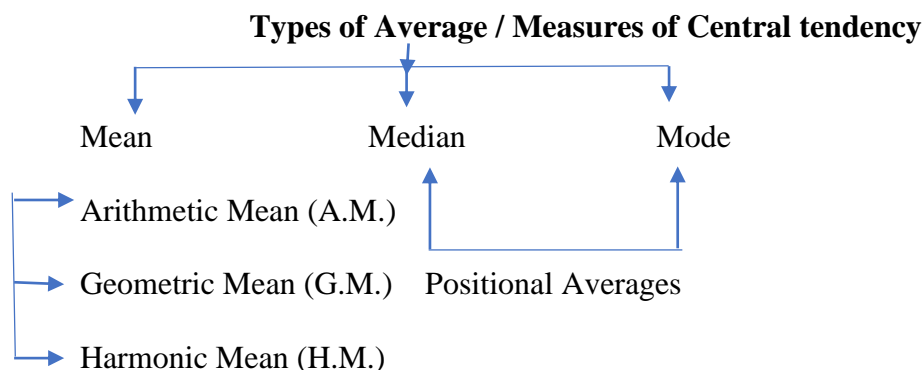 Types of Average / Measures of Central tendency
Mean Median Mode
Arithmetic Mean (A.M.)
Geometric Mean (G.M.) Positional Averages
Harmonic Mean (H.M.)